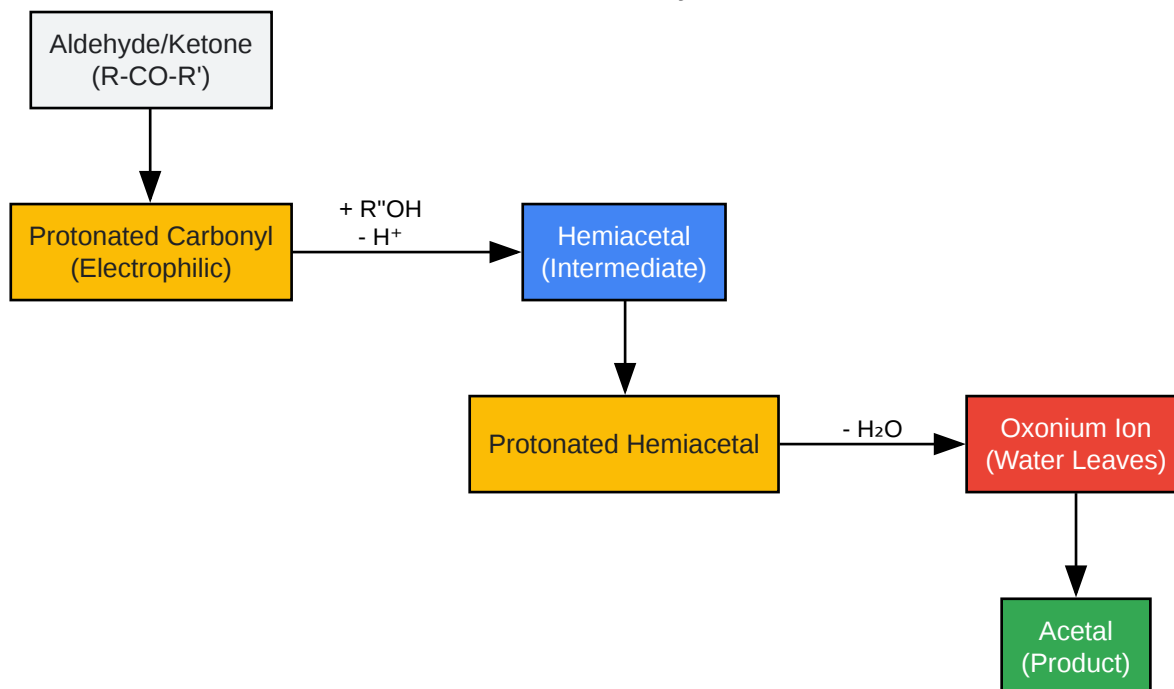 Aldehyde/Ketone
(R-CO-R')
Protonated Carbonyl
(Electrophilic)
+ R"OH
- H⁺
Hemiacetal
(Intermediate)
Protonated Hemiacetal
- H₂O
Oxonium Ion
(Water Leaves)
Acetal
(Product)